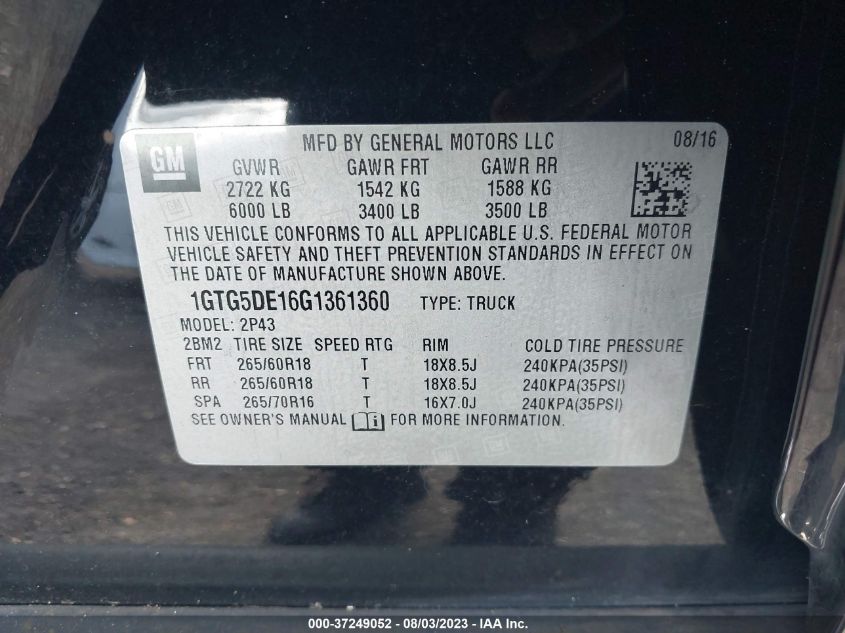 GM
MFD BY GENERAL MOTORS LLC 08/16
GVWR GAWR FRT GAWR RR
2722 KG 1542 KG 1588 KG
6000 LB 3400 LB 3500 LB
THIS VEHICLE CONFORMS TO ALL APPLICABLE U.S. FEDERAL MOTOR
VEHICLE SAFETY AND THEFT PREVENTION STANDARDS IN EFFECT ON
THE DATE OF MANUFACTURE SHOWN ABOVE.
1GTG5DE16G1361360 TYPE: TRUCK
MODEL: 2P43
2BM2 TIRE SIZE SPEED RTG RIM COLD TIRE PRESSURE
FRT 265/60R18 T 18X8.5J 240KPA(35PSI)
RR 265/60R18 T 18X8.5J 240KPA(35PSI)
SPA 265/70R16 T 16X7.0J 240KPA(35PSI)
SEE OWNER'S MANUAL FOR MORE INFORMATION.
000-37249052 - 08/03/2023 - IAA Inc.